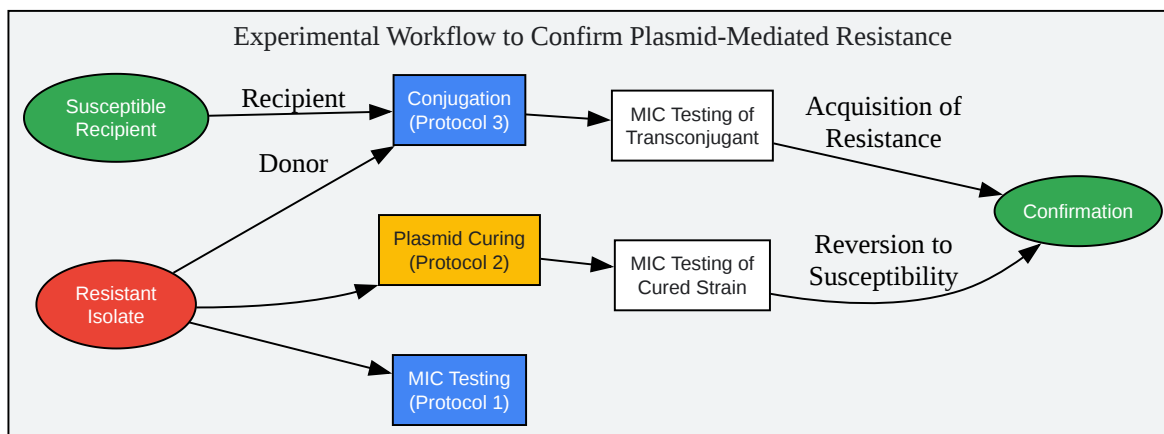 Experimental Workflow to Confirm Plasmid-Mediated Resistance
Susceptible
Recipient
Recipient
Conjugation
(Protocol 3)
MIC Testing of
Transconjugant
Acquisition of
Resistance
Donor
Confirmation
Plasmid Curing
(Protocol 2)
MIC Testing of
Cured Strain
Reversion to
Susceptibility
Resistant
Isolate
MIC Testing
(Protocol 1)